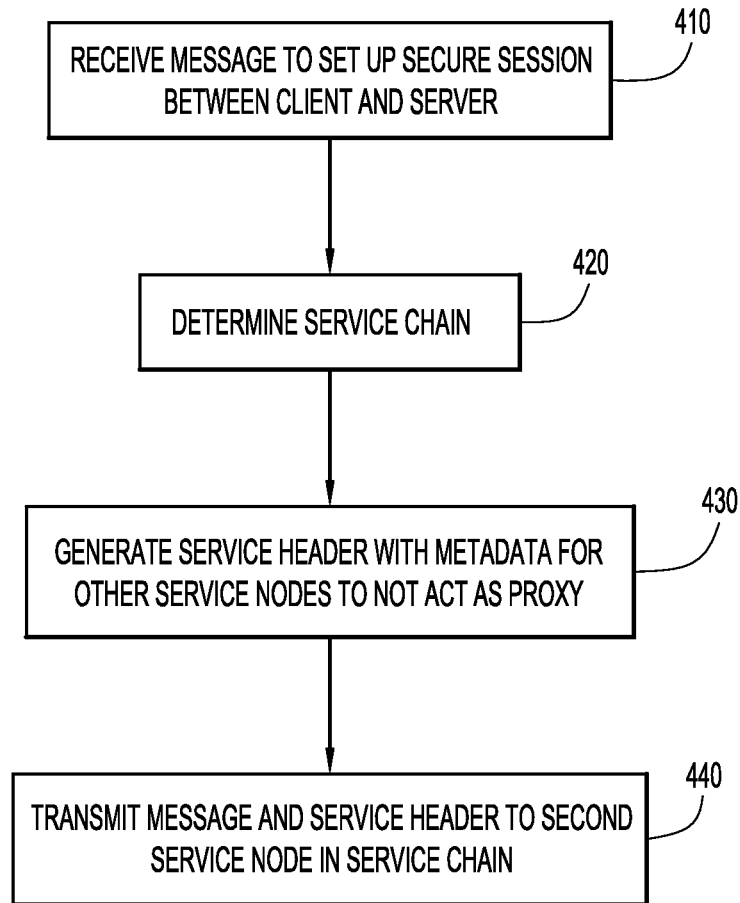 410
RECEIVE MESSAGE TO SET UP SECURE SESSION
BETWEEN CLIENT AND SERVER
420
DETERMINE SERVICE CHAIN
430
GENERATE SERVICE HEADER WITH METADATA FOR
OTHER SERVICE NODES TO NOT ACT AS PROXY
440
TRANSMIT MESSAGE AND SERVICE HEADER TO SECOND
SERVICE NODE IN SERVICE CHAIN